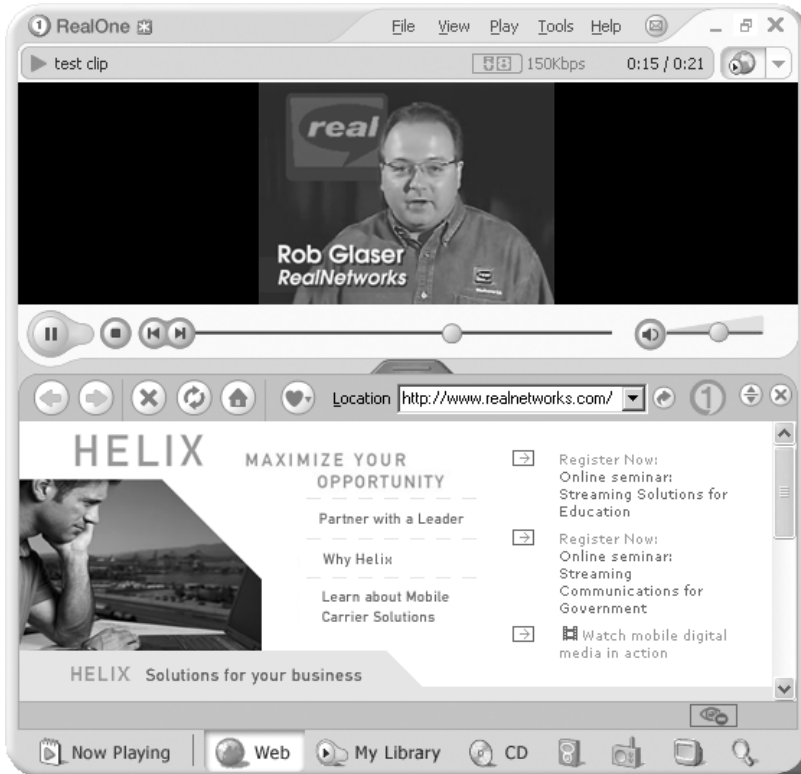 RealOne File View Play Tools Help
test clip 150Kbps 0:15 / 0:21
real
Rob Glaser
RealNetworks
real
Location http://www.realnetworks.com/ 1
HELIX
MAXIMIZE YOUR
OPPORTUNITY
Partner with a Leader
Why Helix
Learn about Mobile
Carrier Solutions
Register Now:
Online seminar:
Streaming Solutions for
Education
Register Now:
Online seminar:
Streaming
Communications for
Government
Watch mobile digital
media in action
HELIX Solutions for your business
Now Playing Web My Library CD